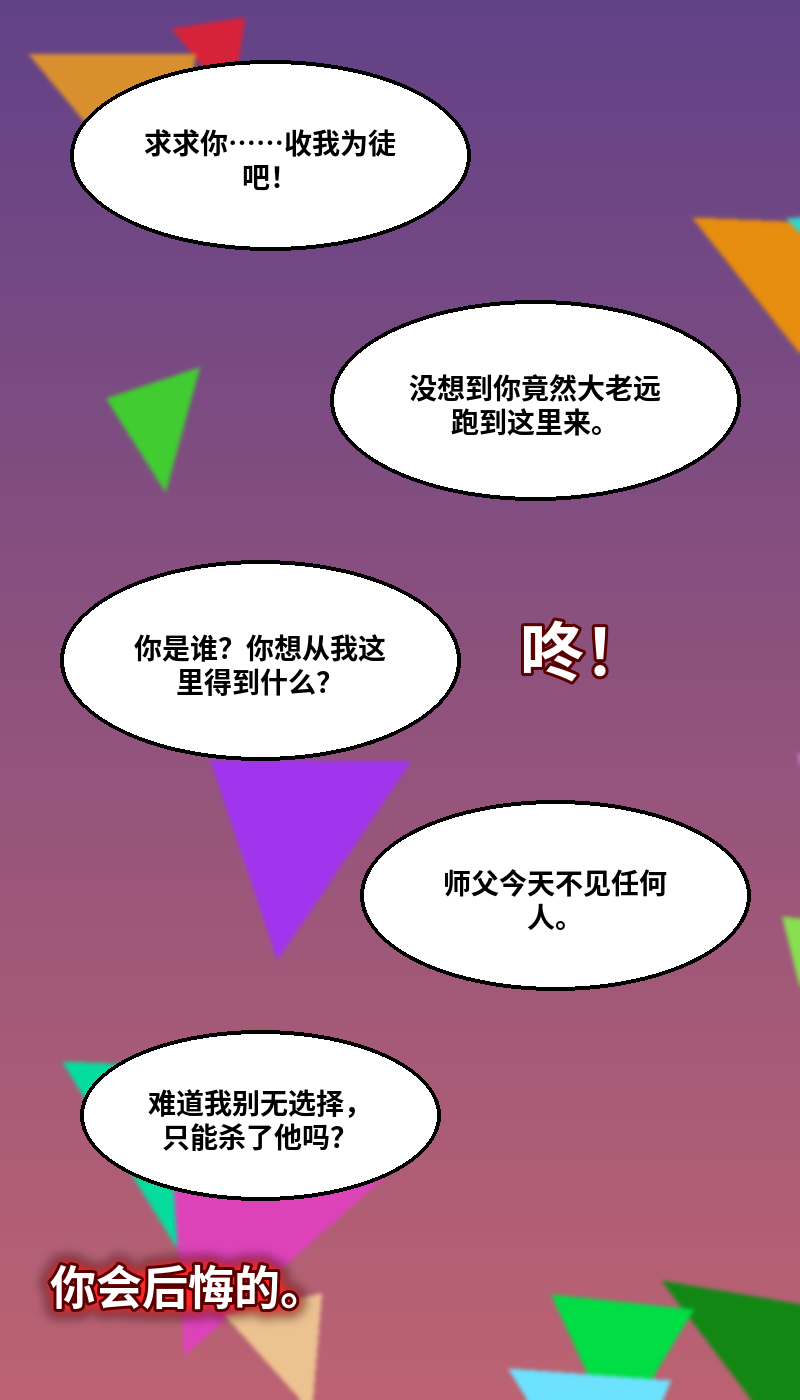 求求你……收我为徒
吧！
没想到你竟然大老远
跑到这里来。
你是谁？你想从我这
里得到什么？
咚！
师父今天不见任何
人。
难道我别无选择，
只能杀了他吗？
你会后悔的。